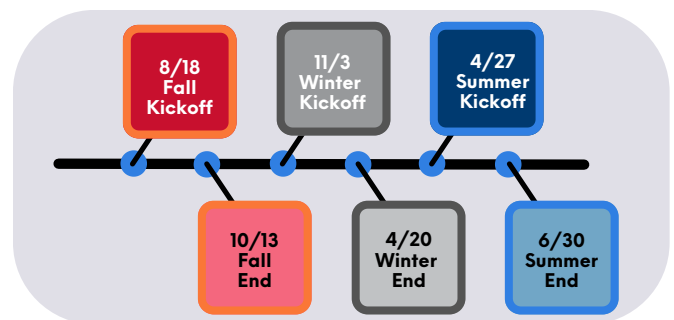 8/18
Fall
Kickoff
11/3
Winter
Kickoff
4/27
Summer
Kickoff
10/13
Fall
End
4/20
Winter
End
6/30
Summer
End